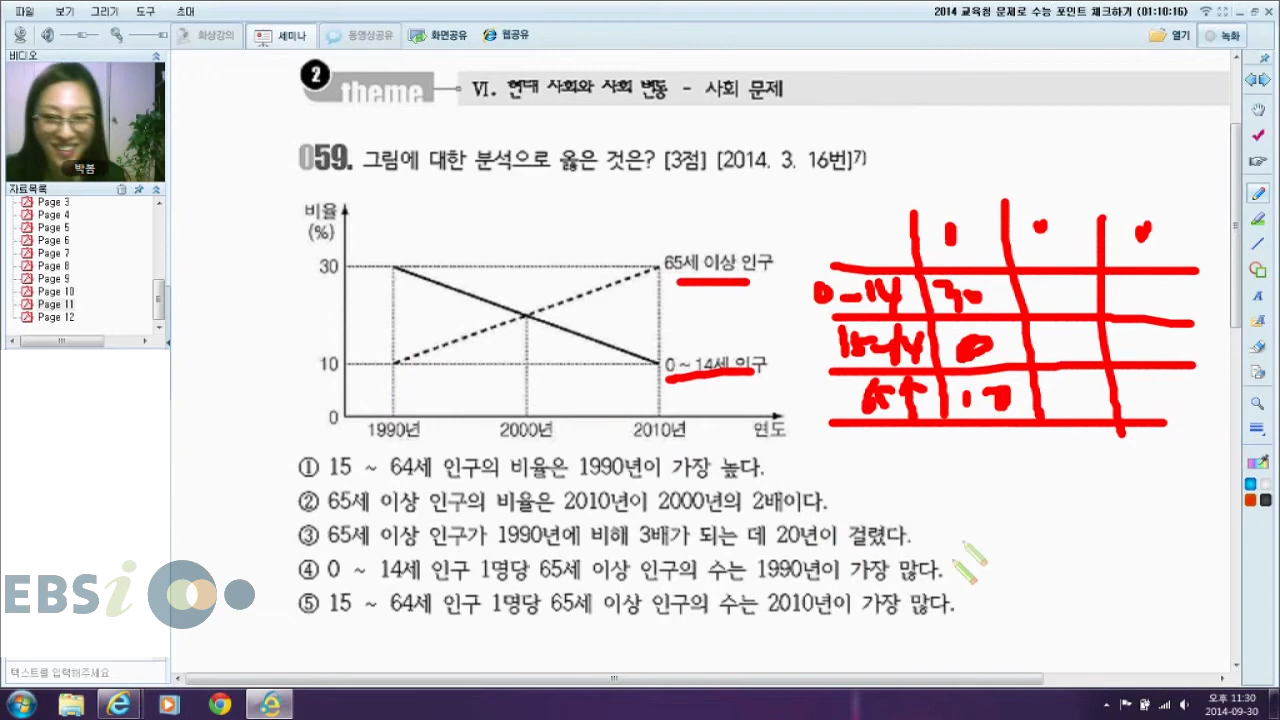 파일 보기 그리기 도구 초대
2014 교육청 문제로 수능 포인트 체크하기 (01:10:16)
화상강의 세미나 동영상공유 화면공유 웹공유
열기 녹화
비디오
박봄
자료목록
Page 3
Page 4
Page 5
Page 6
Page 7
Page 8
Page 9
Page 10
Page 11
Page 12
텍스트를 입력해주세요
2 theme Ⅵ. 현대 사회와 사회 변동 - 사회 문제
059. 그림에 대한 분석으로 옳은 것은? [3점] [2014. 3. 16번]7)
비율
(%)
30
10
0
65세 이상 인구
0 ~ 14세 인구
1990년 2000년 2010년 연도
1 0 0
0-14 30
60
65↑ 10
① 15 ~ 64세 인구의 비율은 1990년이 가장 높다.
② 65세 이상 인구의 비율은 2010년이 2000년의 2배이다.
③ 65세 이상 인구가 1990년에 비해 3배가 되는 데 20년이 걸렸다.
④ 0 ~ 14세 인구 1명당 65세 이상 인구의 수는 1990년이 가장 많다.
⑤ 15 ~ 64세 인구 1명당 65세 이상 인구의 수는 2010년이 가장 많다.
EBSi
오후 11:30
2014-09-30